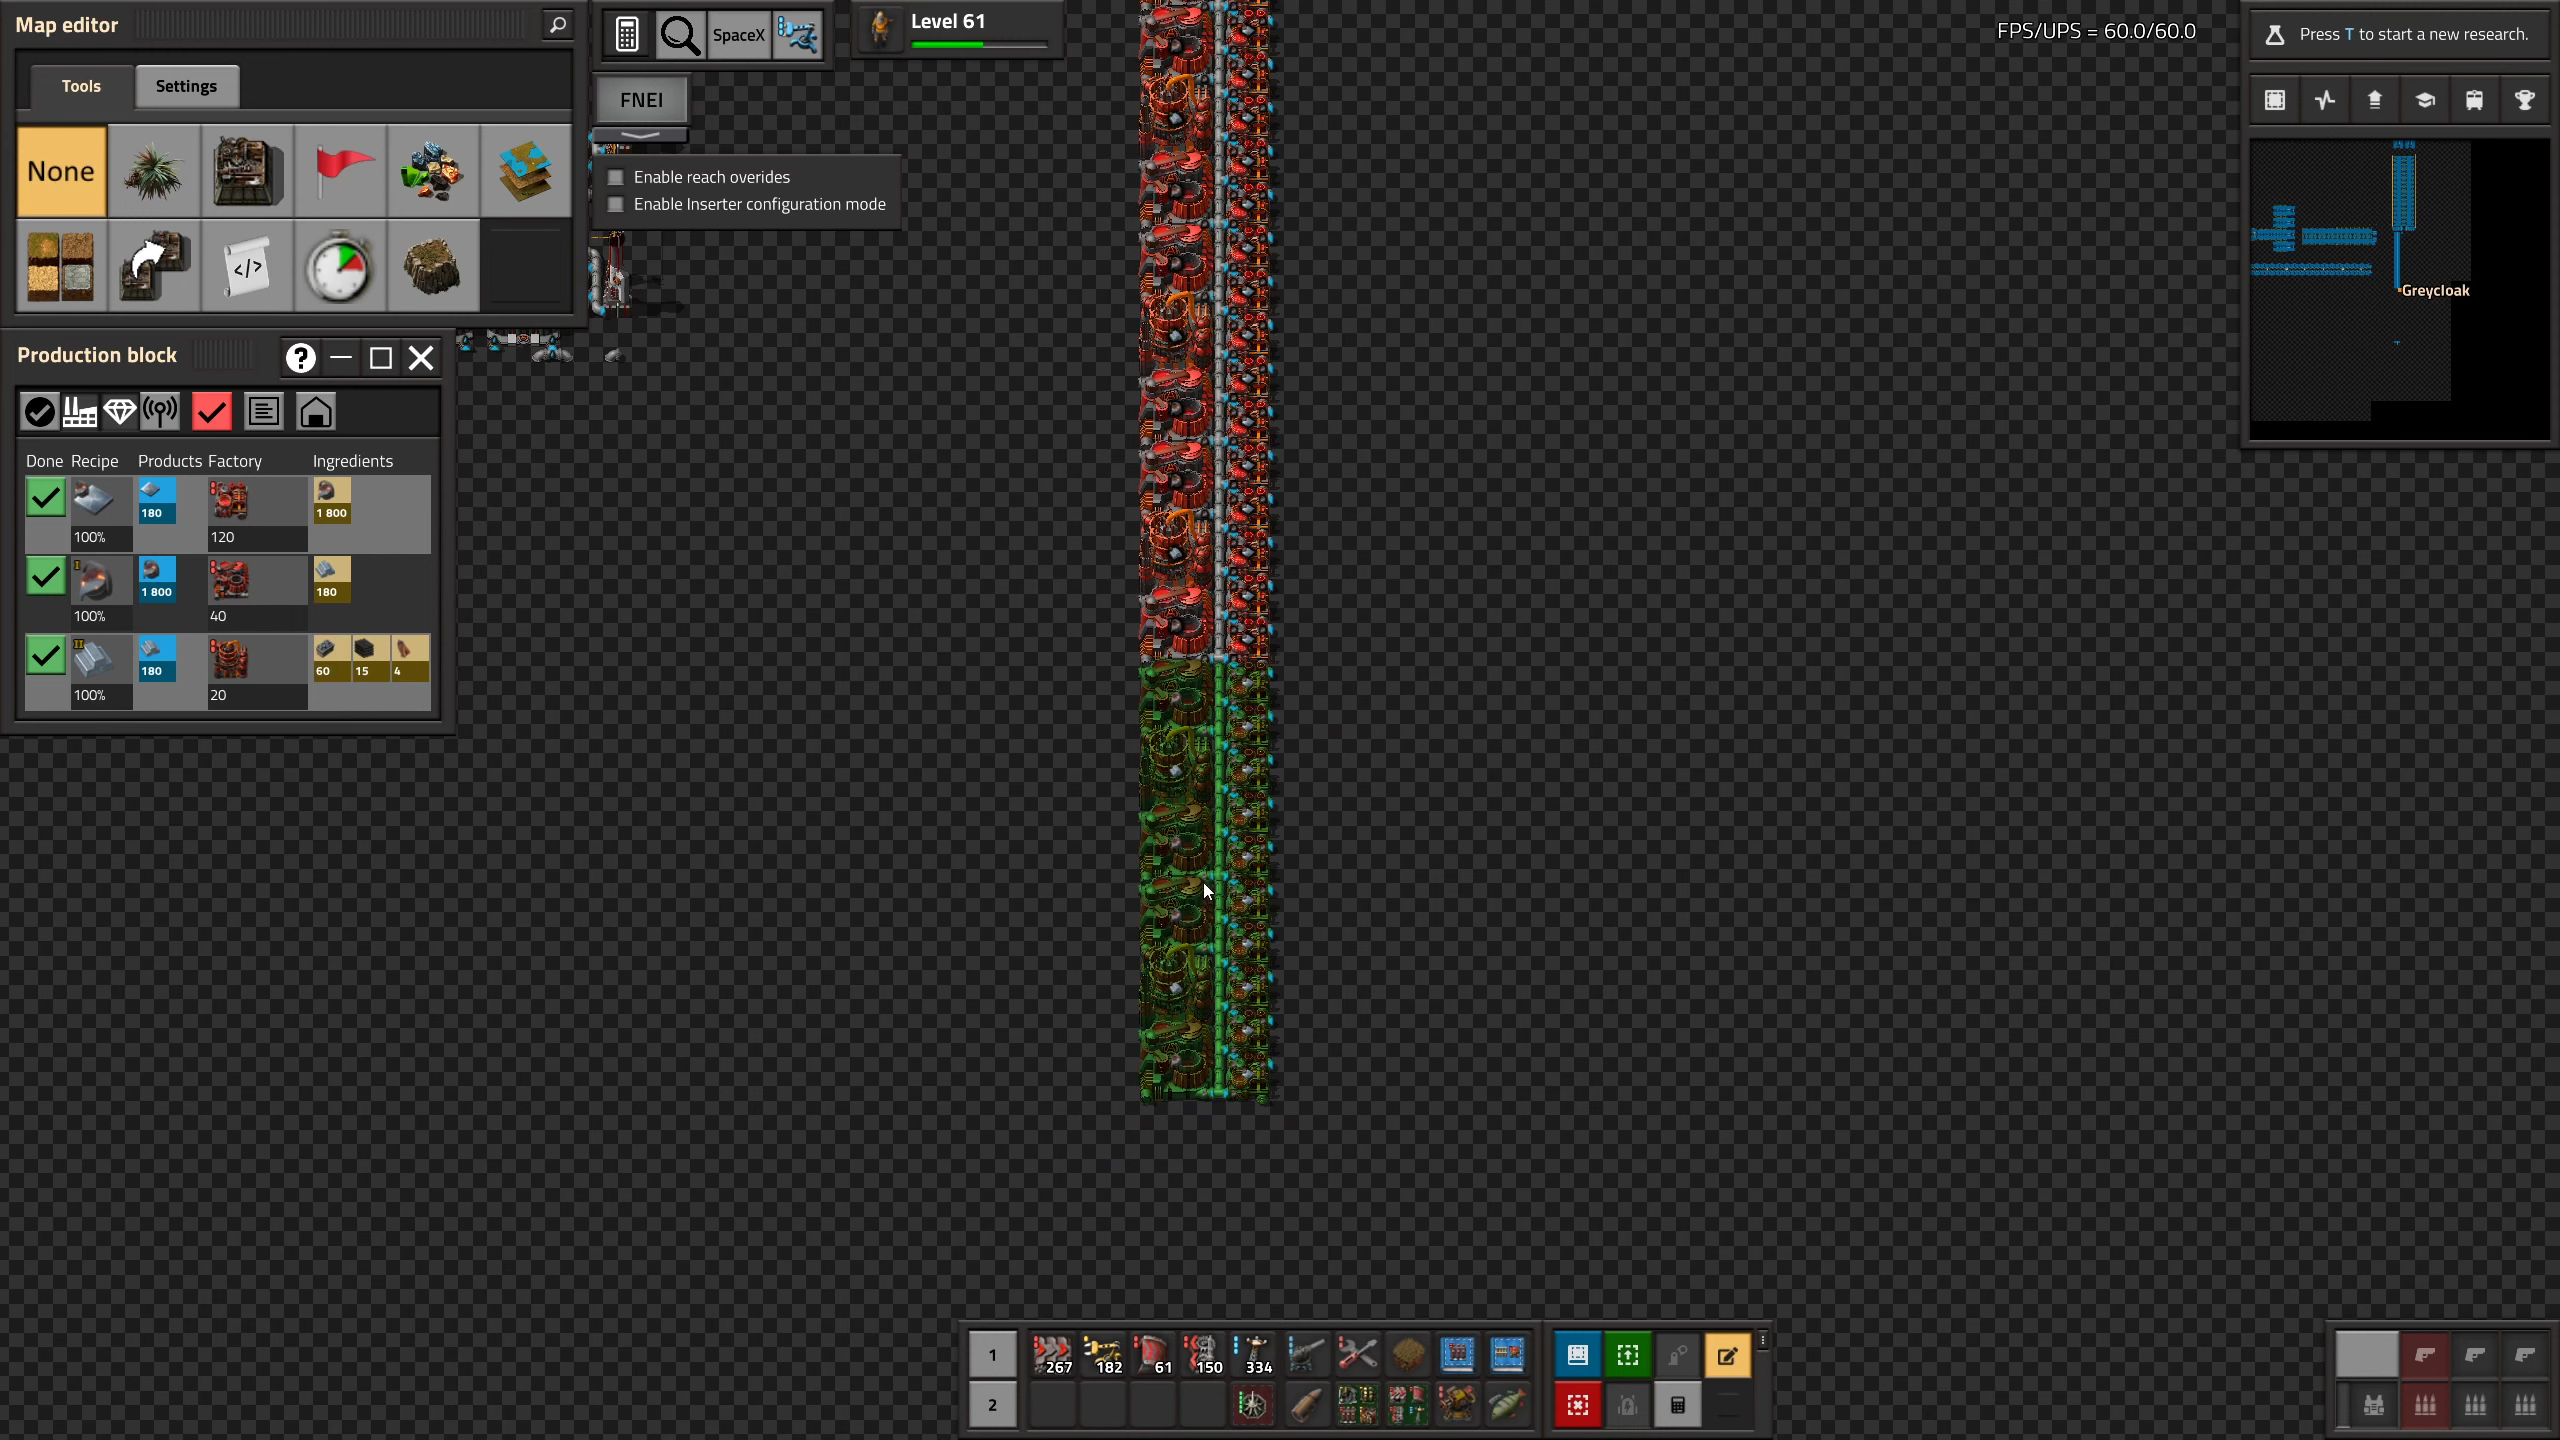 Map editor
Tools
Settings
None
</>
SpaceX
Level 61
FNEI
Enable reach overides
Enable Inserter configuration mode
FPS/UPS = 60.0/60.0
Press T to start a new research.
Greycloak
Production block
Done Recipe Products Factory Ingredients
180
1 800
100%
120
I
1 800
180
100%
40
II
180
60
15
4
100%
20
1
267
182
61
150
334
2